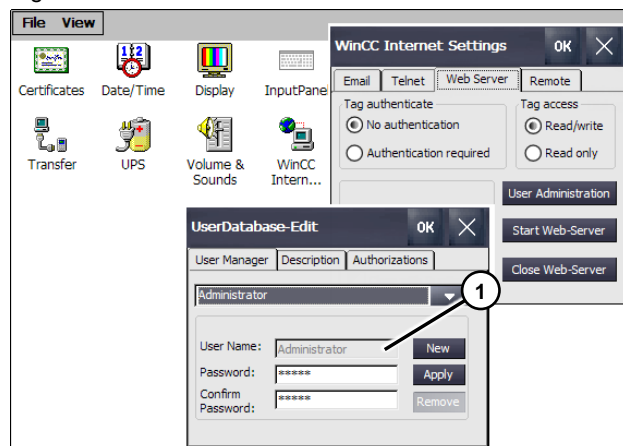 File View
Certificates
Date/Time
Display
InputPane
Transfer
UPS
Volume &
Sounds
WinCC
Intern...
WinCC Internet Settings
OK
Email
Telnet
Web Server
Remote
Tag authenticate
No authentication
Authentication required
Tag access
Read/write
Read only
User Administration
Start Web-Server
Close Web-Server
UserDatabase-Edit
OK
User Manager
Description
Authorizations
Administrator
1
User Name:
Administrator
New
Password:
*****
Apply
Confirm
Password:
*****
Remove